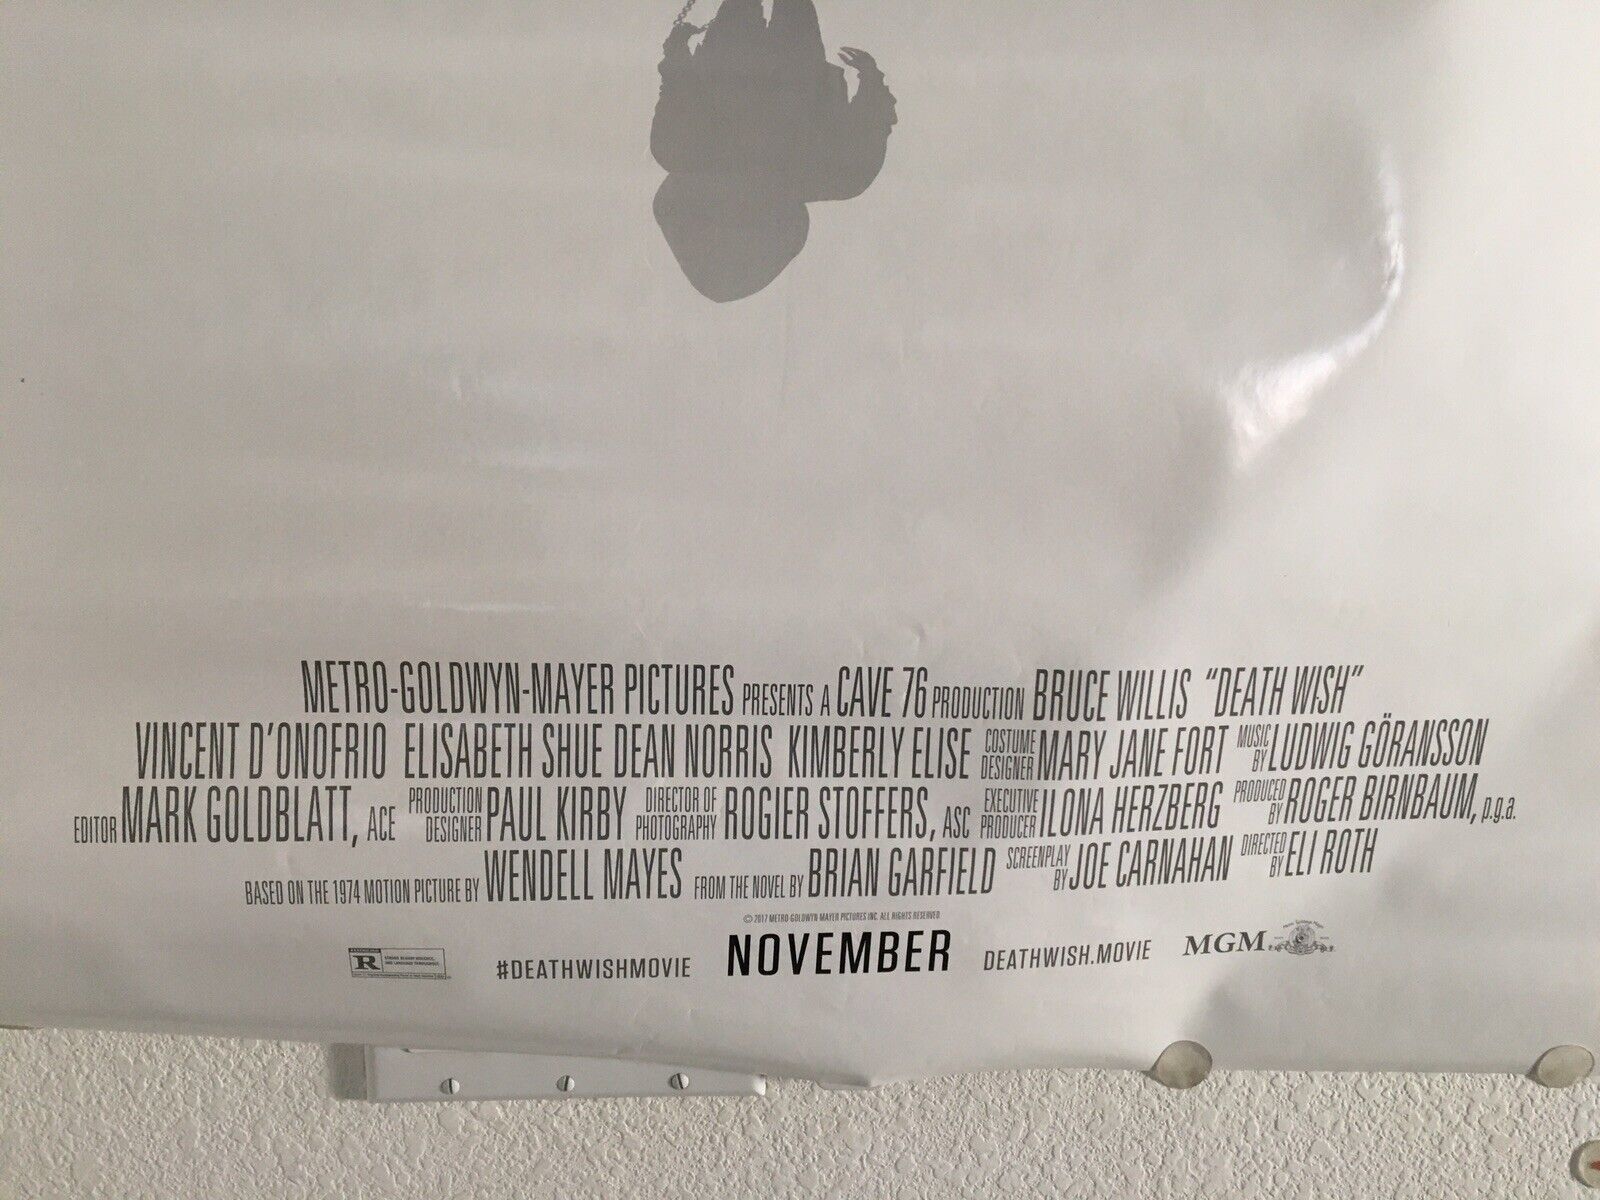 METRO-GOLDWYN-MAYER PICTURES PRESENTS A CAVE 76 PRODUCTION BRUCE WILLIS “DEATH WISH”
VINCENT D'ONOFRIO ELISABETH SHUE DEAN NORRIS KIMBERLY ELISE COSTUME DESIGNER MARY JANE FORT MUSIC BY LUDWIG GÖRANSSON
EDITOR MARK GOLDBLATT, ACE PRODUCTION DESIGNER PAUL KIRBY DIRECTOR OF PHOTOGRAPHY ROGIER STOFFERS, ASC EXECUTIVE PRODUCER ILONA HERZBERG PRODUCED BY ROGER BIRNBAUM, p.g.a.
BASED ON THE 1974 MOTION PICTURE BY WENDELL MAYES FROM THE NOVEL BY BRIAN GARFIELD SCREENPLAY BY JOE CARNAHAN DIRECTED BY ELI ROTH
© 2017 METRO-GOLDWYN-MAYER PICTURES INC. ALL RIGHTS RESERVED
R #DEATHWISHMOVIE NOVEMBER DEATHWISH.MOVIE MGM